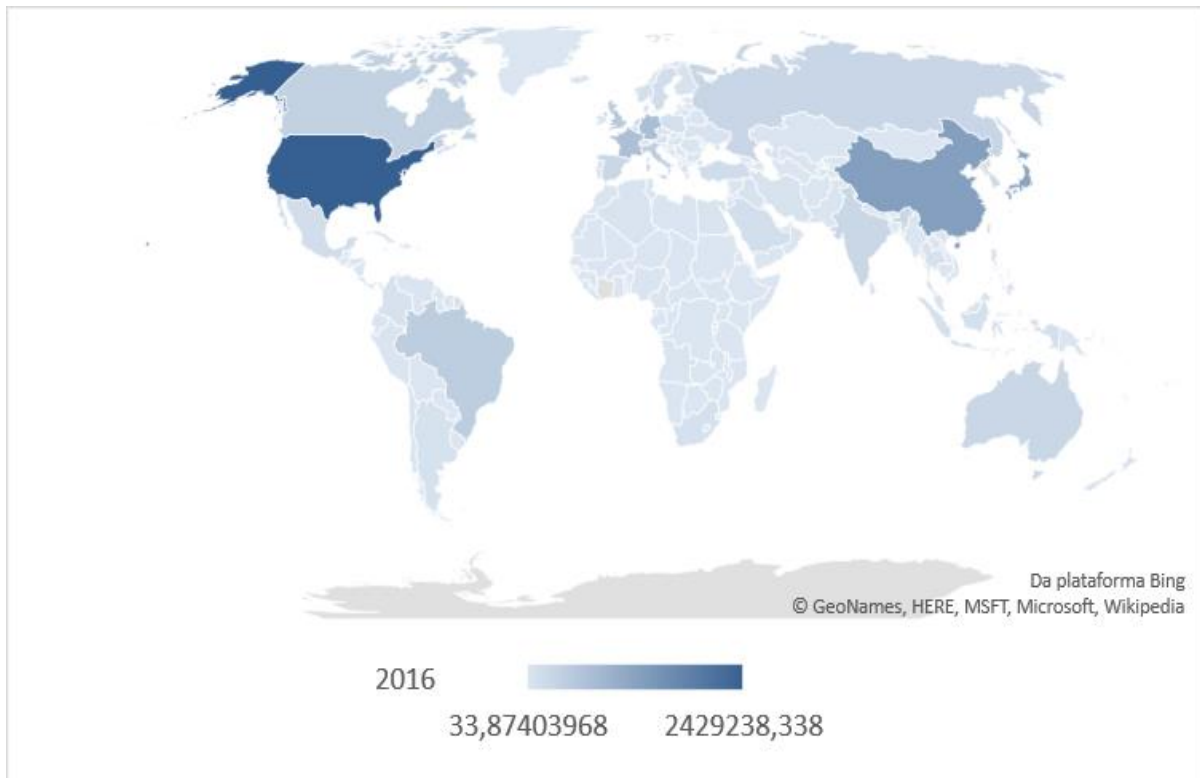 Da plataforma Bing
© GeoNames, HERE, MSFT, Microsoft, Wikipedia
2016
33,87403968 2429238,338